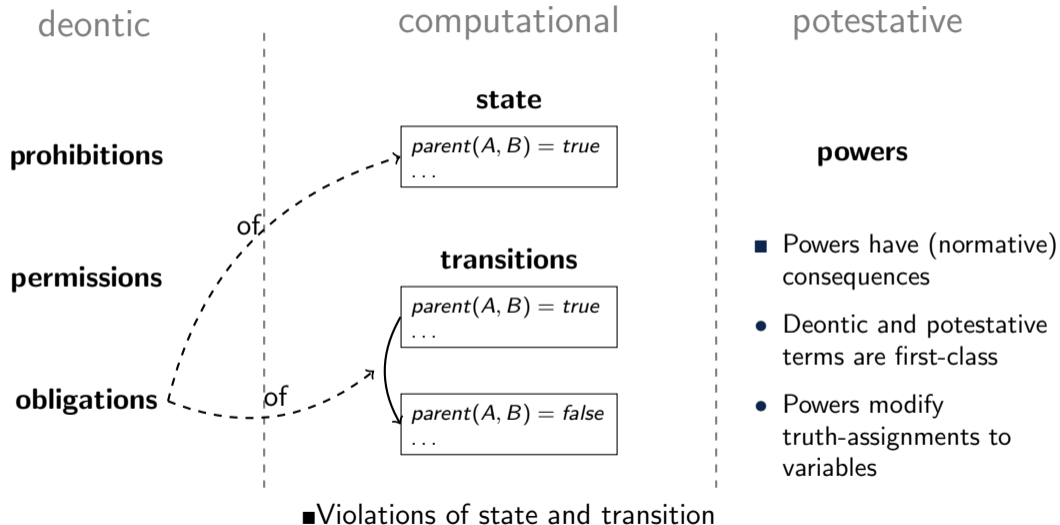 deontic
computational
potestative
state
prohibitions
parent(A, B) = true
...
powers
of
permissions
transitions
parent(A, B) = true
...
obligations
of
parent(A, B) = false
...
■ Powers have (normative)
consequences
• Deontic and potestative
terms are first-class
• Powers modify
truth-assignments to
variables
■Violations of state and transition